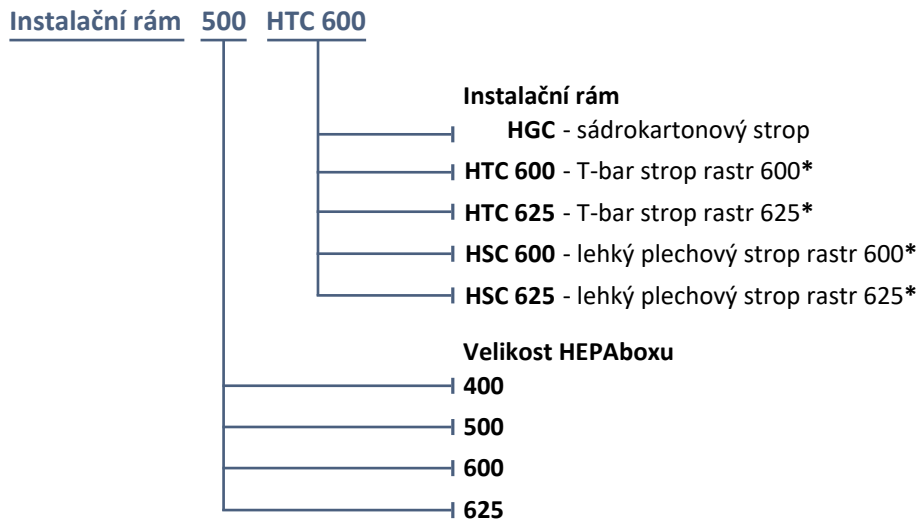 Instalační rám 500 HTC 600
Instalační rám
HGC - sádrokartonový strop
HTC 600 - T-bar strop rastr 600*
HTC 625 - T-bar strop rastr 625*
HSC 600 - lehký plechový strop rastr 600*
HSC 625 - lehký plechový strop rastr 625*
Velikost HEPAboxu
400
500
600
625